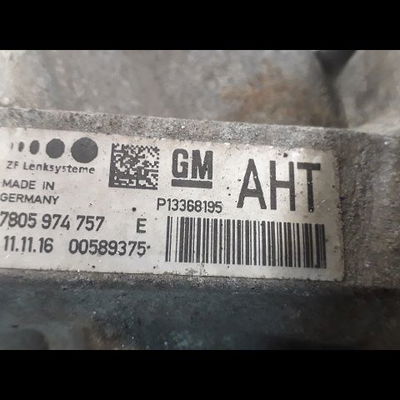 ZF Lenksysteme
MADE IN
GERMANY
GM
AHT
P13368195
7805 974 757 E
11.11.16 00589375